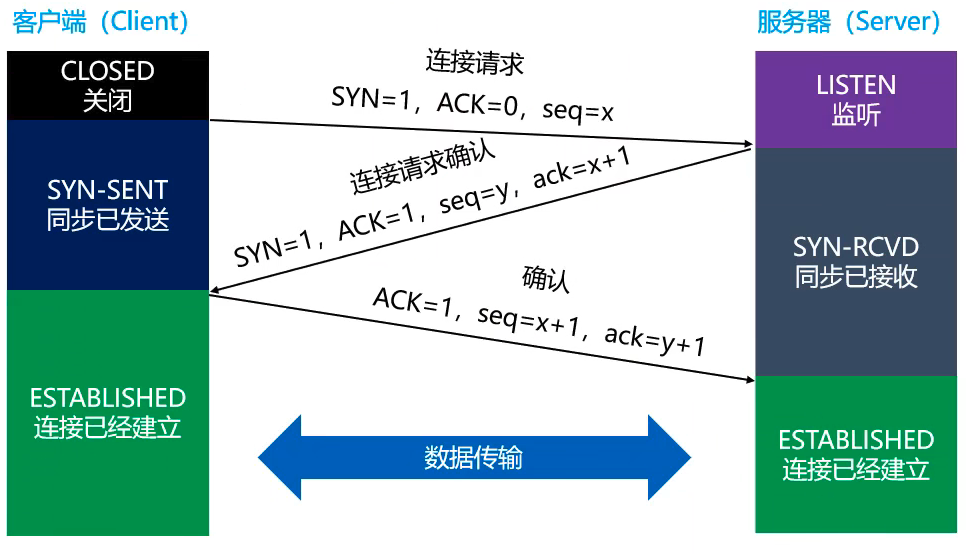 客户端（Client）
服务器（Server）
CLOSED
关闭
连接请求
SYN=1，ACK=0，seq=x
LISTEN
监听
SYN-SENT
同步已发送
连接请求确认
SYN=1，ACK=1，seq=y，ack=x+1
SYN-RCVD
同步已接收
确认
ACK=1，seq=x+1，ack=y+1
ESTABLISHED
连接已经建立
数据传输
ESTABLISHED
连接已经建立